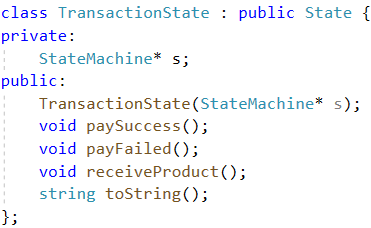 class TransactionState : public State {
private:
    StateMachine* s;
public:
    TransactionState(StateMachine* s);
    void paySuccess();
    void payFailed();
    void receiveProduct();
    string toString();
};